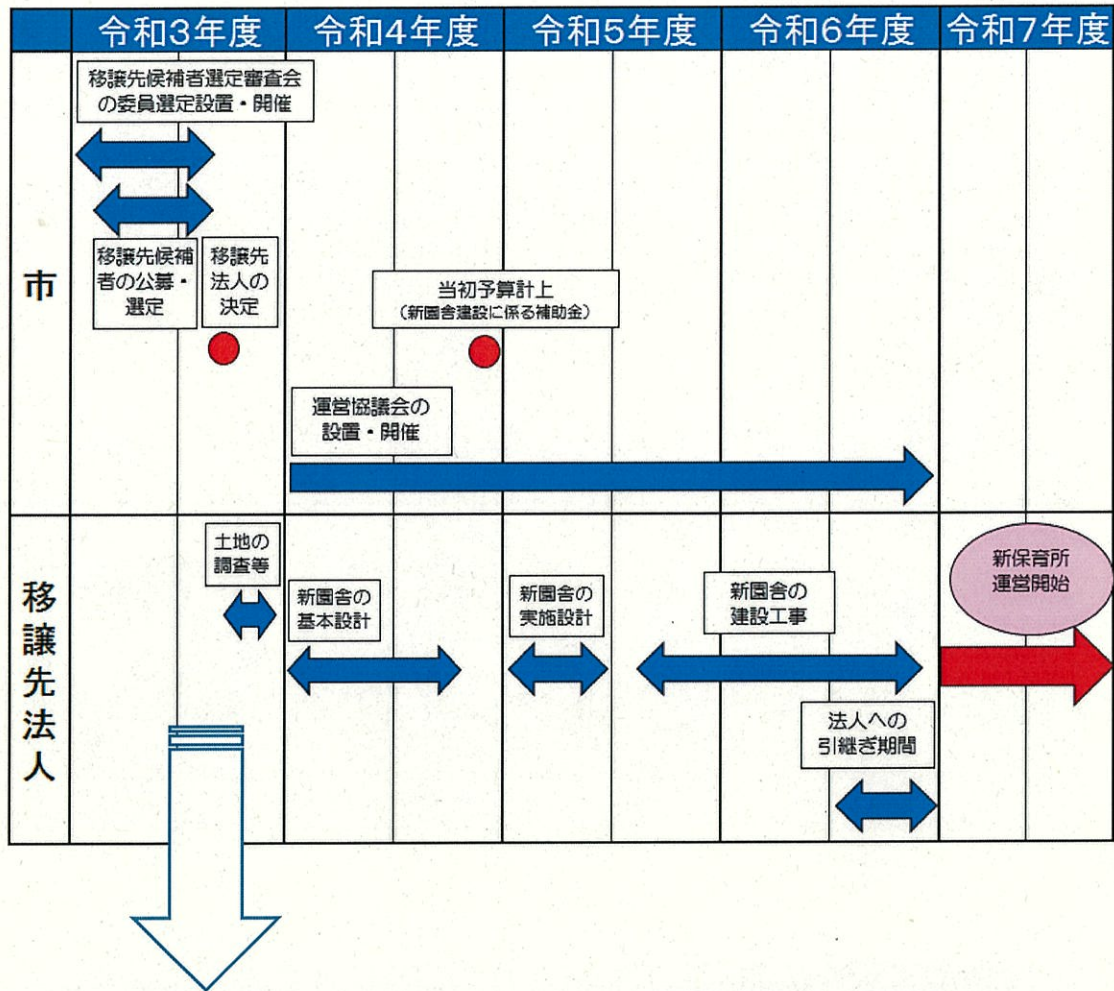 令和3年度 令和4年度 令和5年度 令和6年度 令和7年度
市
移譲先候補者選定審査会
の委員選定設置・開催
移譲先候補
者の公募・
選定
移譲先
法人の
決定
当初予算計上
(新園舎建設に係る補助金)
運営協議会の
設置・開催
移譲先法人
土地の
調査等
新園舎の
基本設計
新園舎の
実施設計
新園舎の
建設工事
法人への
引継ぎ期間
新保育所
運営開始